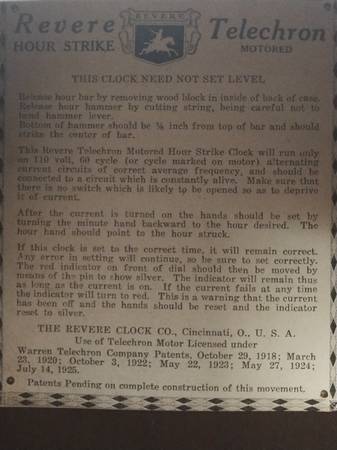 Revere REVERE Telechron
HOUR STRIKE MOTORED
THIS CLOCK NEED NOT SET LEVEL
Release hour bar by removing wood block in inside of back of case.
Release hour hammer by cutting string, being careful not to
bend hammer lever.
Bottom of hammer should be ⅛ inch from top of bar and should
strike the center of bar.
This Revere Telechron Motored Hour Strike Clock will run only
on 110 volt, 60 cycle (or cycle marked on motor) alternating
current circuits of correct average frequency, and should be
connected to a circuit which is constantly alive. Make sure that
there is no switch which is likely to be opened so as to deprive
it of current.
After the current is turned on the hands should be set by
turning the minute hand backward to the hour desired. The
hour hand should point to the hour struck.
If this clock is set to the correct time, it will remain correct.
Any error in setting will continue, so be sure to set correctly.
The red indicator on front of dial should then be moved by
means of the pin to show silver. The indicator will remain thus
as long as the current is on. If the current fails at any time
the indicator will turn to red. This is a warning that the current
has been off and the hands should be reset and the indicator
reset to silver.
THE REVERE CLOCK CO., Cincinnati, O., U. S. A.
Use of Telechron Motor Licensed under
Warren Telechron Company Patents, October 29, 1918; March
23, 1920; October 3, 1922; May 22, 1923; May 27, 1924;
July 14, 1925.
Patents Pending on complete construction of this movement.